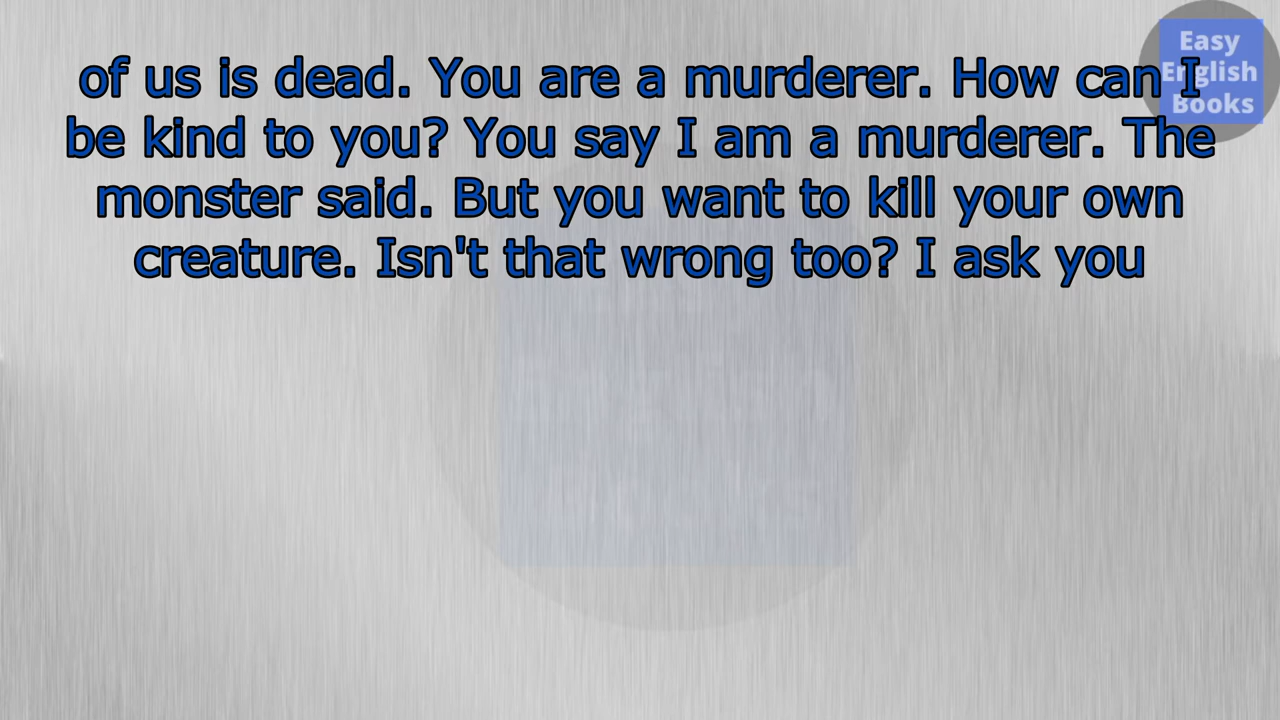 of us is dead. You are a murderer. How can I
be kind to you? You say I am a murderer. The
monster said. But you want to kill your own
creature. Isn't that wrong too? I ask you
Easy
English
Books